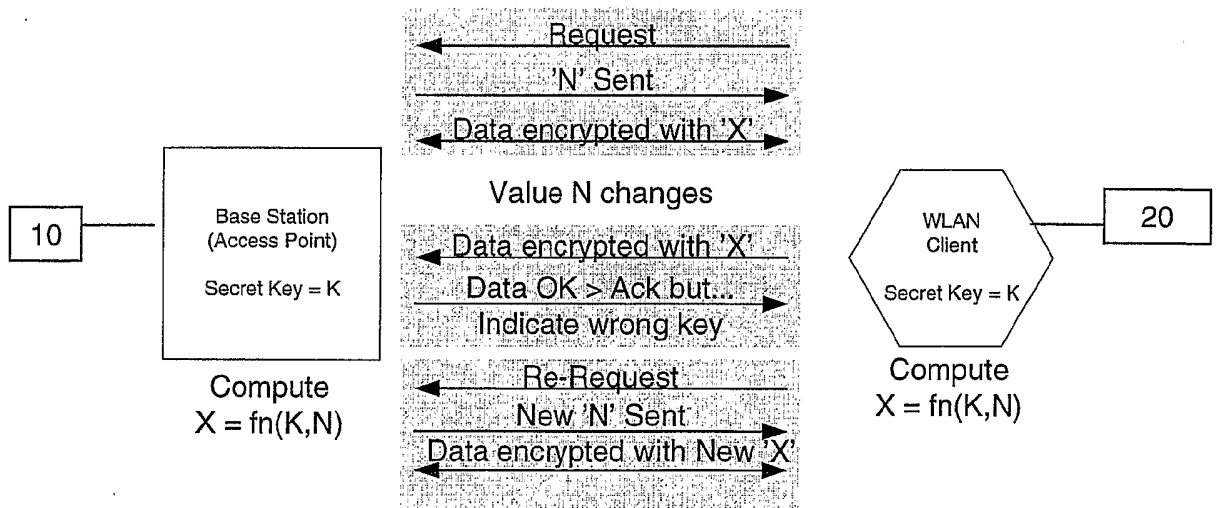 Request
'N' Sent
Data encrypted with 'X'
Value N changes
Data encrypted with 'X'
Data OK > Ack but...
Indicate wrong key
Re-Request
New 'N' Sent
Data encrypted with New 'X'
10
Base Station
(Access Point)
Secret Key = K
Compute
X = fn(K,N)
20
WLAN
Client
Secret Key = K
Compute
X = fn(K,N)